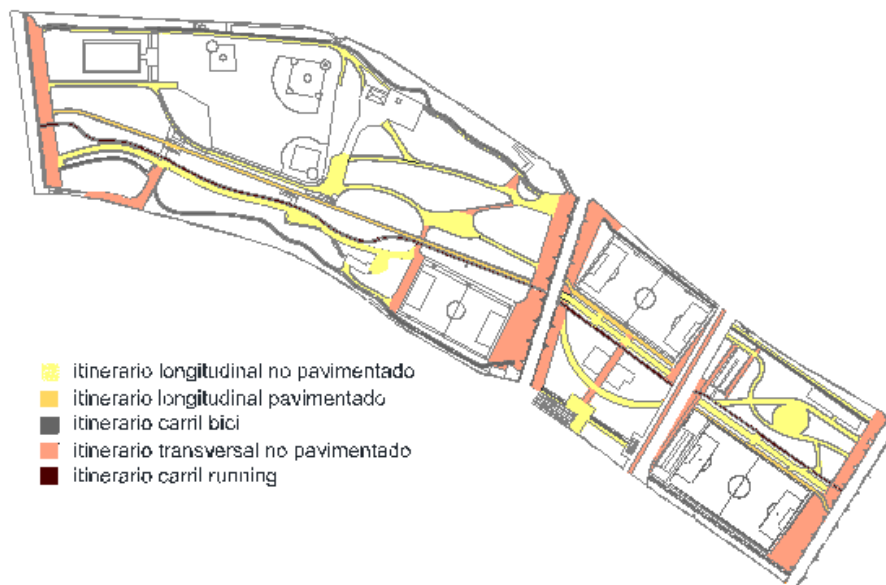 itinerario longitudinal no pavimentado
itinerario longitudinal pavimentado
itinerario carril bici
itinerario transversal no pavimentado
itinerario carril running